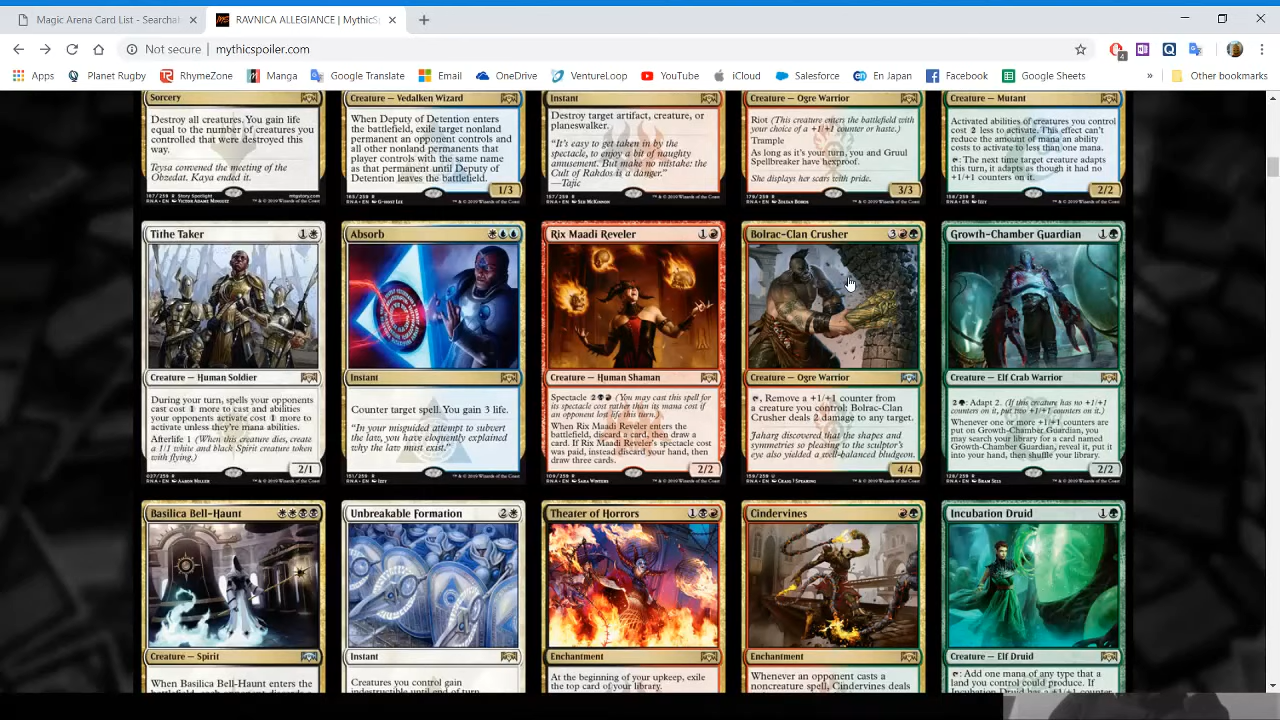 Magic Arena Card List - Searchab
RAVNICA ALLEGIANCE | MythicSp
Not secure | mythicspoiler.com
4
Apps
Planet Rugby
RhymeZone
Manga
Google Translate
Email
OneDrive
VentureLoop
YouTube
iCloud
Salesforce
En Japan
Facebook
Google Sheets
»
Other bookmarks
Sorcery
Destroy all creatures. You gain life
equal to the number of creatures you
controlled that were destroyed this
way.
Teysa convened the meeting of the
Obzedat. Kaya ended it.
Creature — Vedalken Wizard
When Deputy of Detention enters
the battlefield, exile target nonland
permanent an opponent controls and
all other nonland permanents that
player controls with the same name
as that permanent until Deputy of
Detention leaves the battlefield.
1/3
Instant
Destroy target artifact, creature, or
planeswalker.
"It's easy to get taken in by the
spectacle, to enjoy a bit of naughty
amusement. But make no mistake: the
Cult of Rakdos is a danger."
—Tajic
Creature — Ogre Warrior
Riot (This creature enters the battlefield with
your choice of a +1/+1 counter or haste.)
Trample
As long as it's your turn, you and Gruul
Spellbreaker have hexproof.
She displays her scars with pride.
3/3
Creature — Mutant
Activated abilities of creatures you control
cost 2 less to activate. This effect can't
reduce the amount of mana an ability
costs to activate to less than one mana.
: The next time target creature adapts
this turn, it adapts as though it had no
+1/+1 counters on it.
2/2
Tithe Taker 1
Creature — Human Soldier
During your turn, spells your opponents
cast cost 1 more to cast and abilities
your opponents activate cost 1 more to
activate unless they're mana abilities.
Afterlife 1 (When this creature dies, create
a 1/1 white and black Spirit creature token
with flying.)
2/1
Absorb
Instant
Counter target spell. You gain 3 life.
"In your misguided attempt to subvert
the law, you have eloquently explained
why the law must exist."
Rix Maadi Reveler 1
Creature — Human Shaman
Spectacle 2 (You may cast this spell for
its spectacle cost rather than its mana cost if
an opponent lost life this turn.)
When Rix Maadi Reveler enters the
battlefield, discard a card, then draw a
card. If Rix Maadi Reveler's spectacle cost
was paid, instead discard your hand, then
draw three cards.
2/2
Bolrac-Clan Crusher 3
Creature — Ogre Warrior
, Remove a +1/+1 counter from
a creature you control: Bolrac-Clan
Crusher deals 2 damage to any target.
Jaharg discovered that the shapes and
symmetries so pleasing to the sculptor's
eye also yielded a well-balanced bludgeon.
4/4
Growth-Chamber Guardian 1
Creature — Elf Crab Warrior
2: Adapt 2. (If this creature has no +1/+1
counters on it, put two +1/+1 counters on it.)
Whenever one or more +1/+1 counters are
put on Growth-Chamber Guardian, you
may search your library for a card named
Growth-Chamber Guardian, reveal it, put it
into your hand, then shuffle your library.
2/2
Basilica Bell-Haunt
Creature — Spirit
When Basilica Bell-Haunt enters the
Unbreakable Formation 2
Instant
Creatures you control gain
Theater of Horrors 1
Enchantment
At the beginning of your upkeep, exile
the top card of your library.
Cindervines
Enchantment
Whenever an opponent casts a
noncreature spell, Cindervines deals
Incubation Druid 1
Creature — Elf Druid
: Add one mana of any type that a
land you control could produce. If